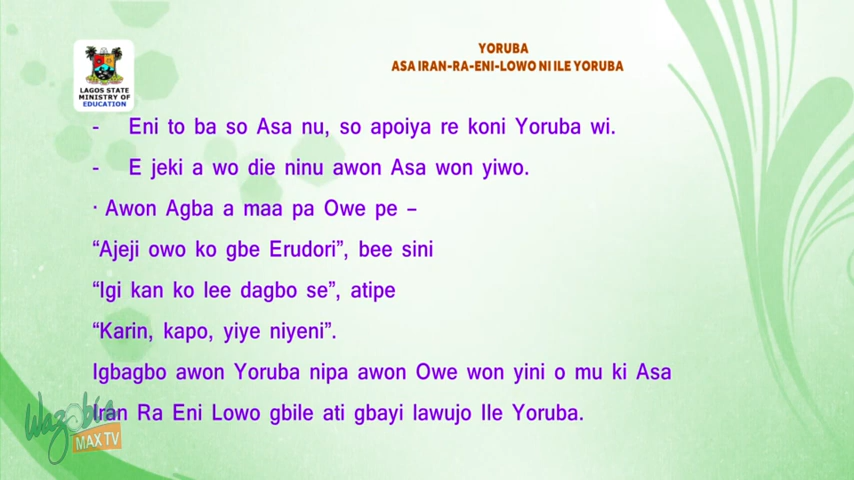 YORUBA
ASA IRAN-RA-ENI-LOWO NI ILE YORUBA
LAGOS STATE
MINISTRY OF
EDUCATION
- Eni to ba so Asa nu, so apoiya re koni Yoruba wi.
- E jeki a wo die ninu awon Asa won yiwo.
· Awon Agba a maa pa Owe pe –
“Ajeji owo ko gbe Erudori”, bee sini
“Igi kan ko lee dagbo se”, atipe
“Karin, kapo, yiye niyeni”.
Igbagbo awon Yoruba nipa awon Owe won yini o mu ki Asa
Iran Ra Eni Lowo gbile ati gbayi lawujo Ile Yoruba.
Wazobia
MAX TV